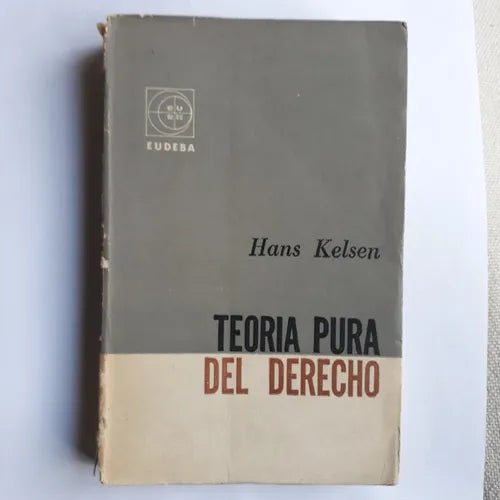 EUDEBA
Hans Kelsen
TEORIA PURA
DEL DERECHO